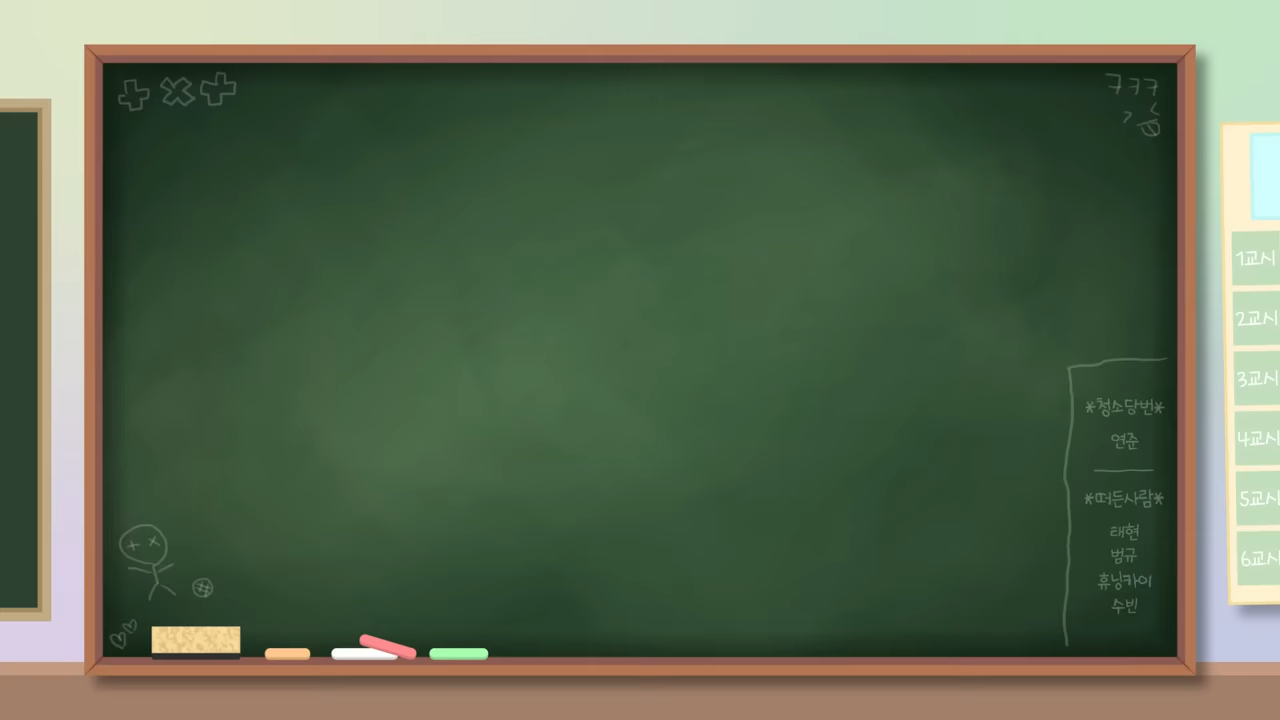 ㅋㅋㅋ
*청소당번*
연준
*떠든사람*
태현
범규
휴닝카이
수빈
1교시
2교시
3교시
4교시
5교시
6교시